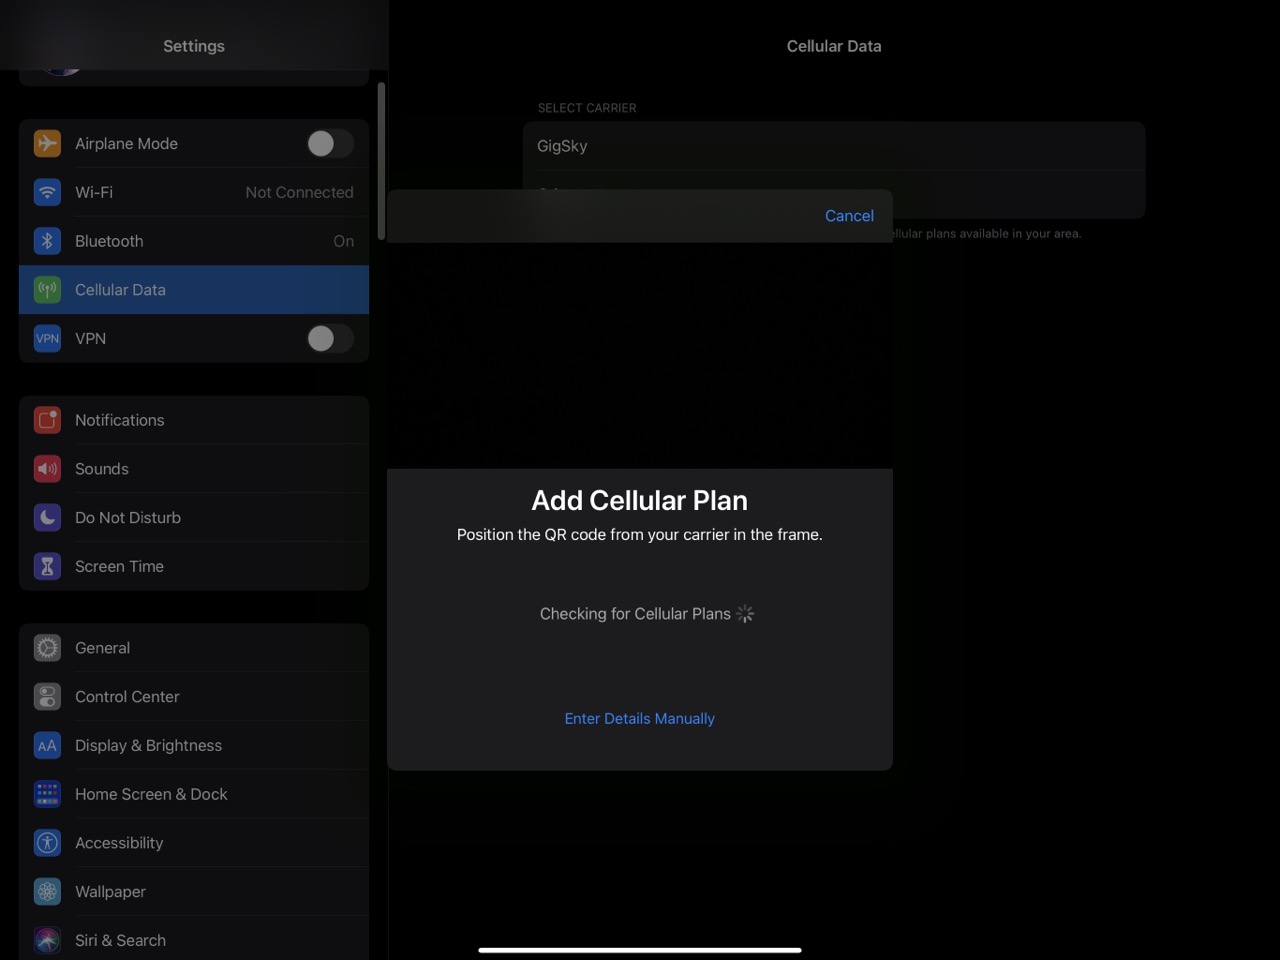 Settings
Airplane Mode
Wi-Fi Not Connected
Bluetooth On
Cellular Data
VPN VPN
Notifications
Sounds
Do Not Disturb
Screen Time
General
Control Center
AA Display & Brightness
Home Screen & Dock
Accessibility
Wallpaper
Siri & Search
Cellular Data
SELECT CARRIER
GigSky
plans available in your area.
Cancel
Add Cellular Plan
Position the QR code from your carrier in the frame.
Checking for Cellular Plans
Enter Details Manually